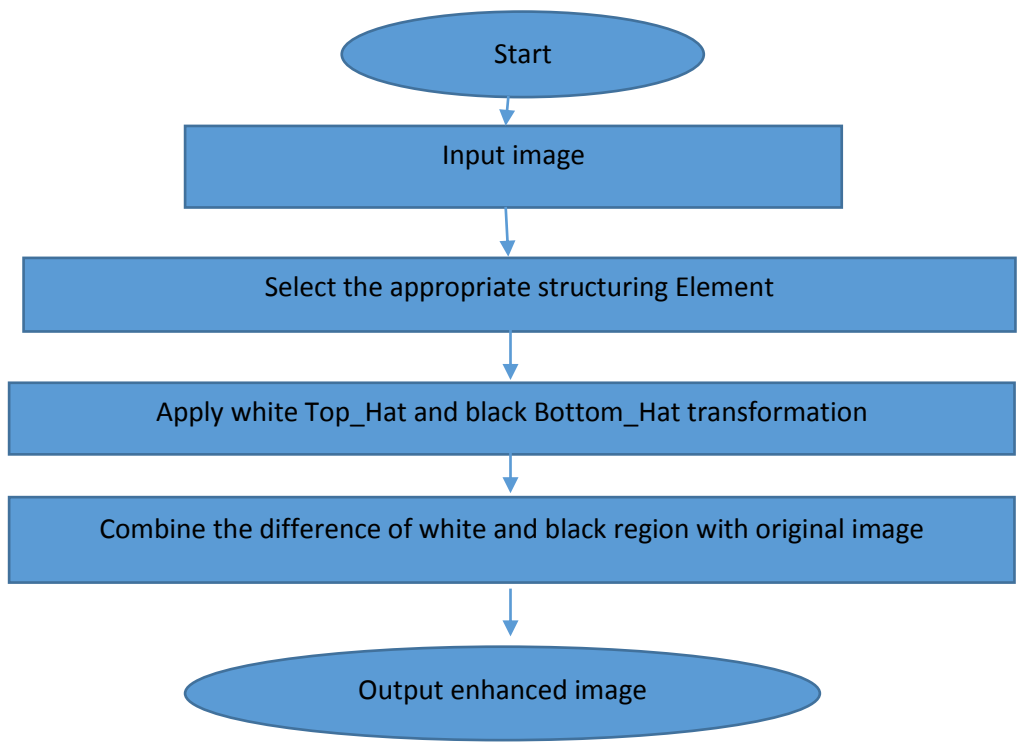 Start
Input image
Select the appropriate structuring Element
Apply white Top_Hat and black Bottom_Hat transformation
Combine the difference of white and black region with original image
Output enhanced image